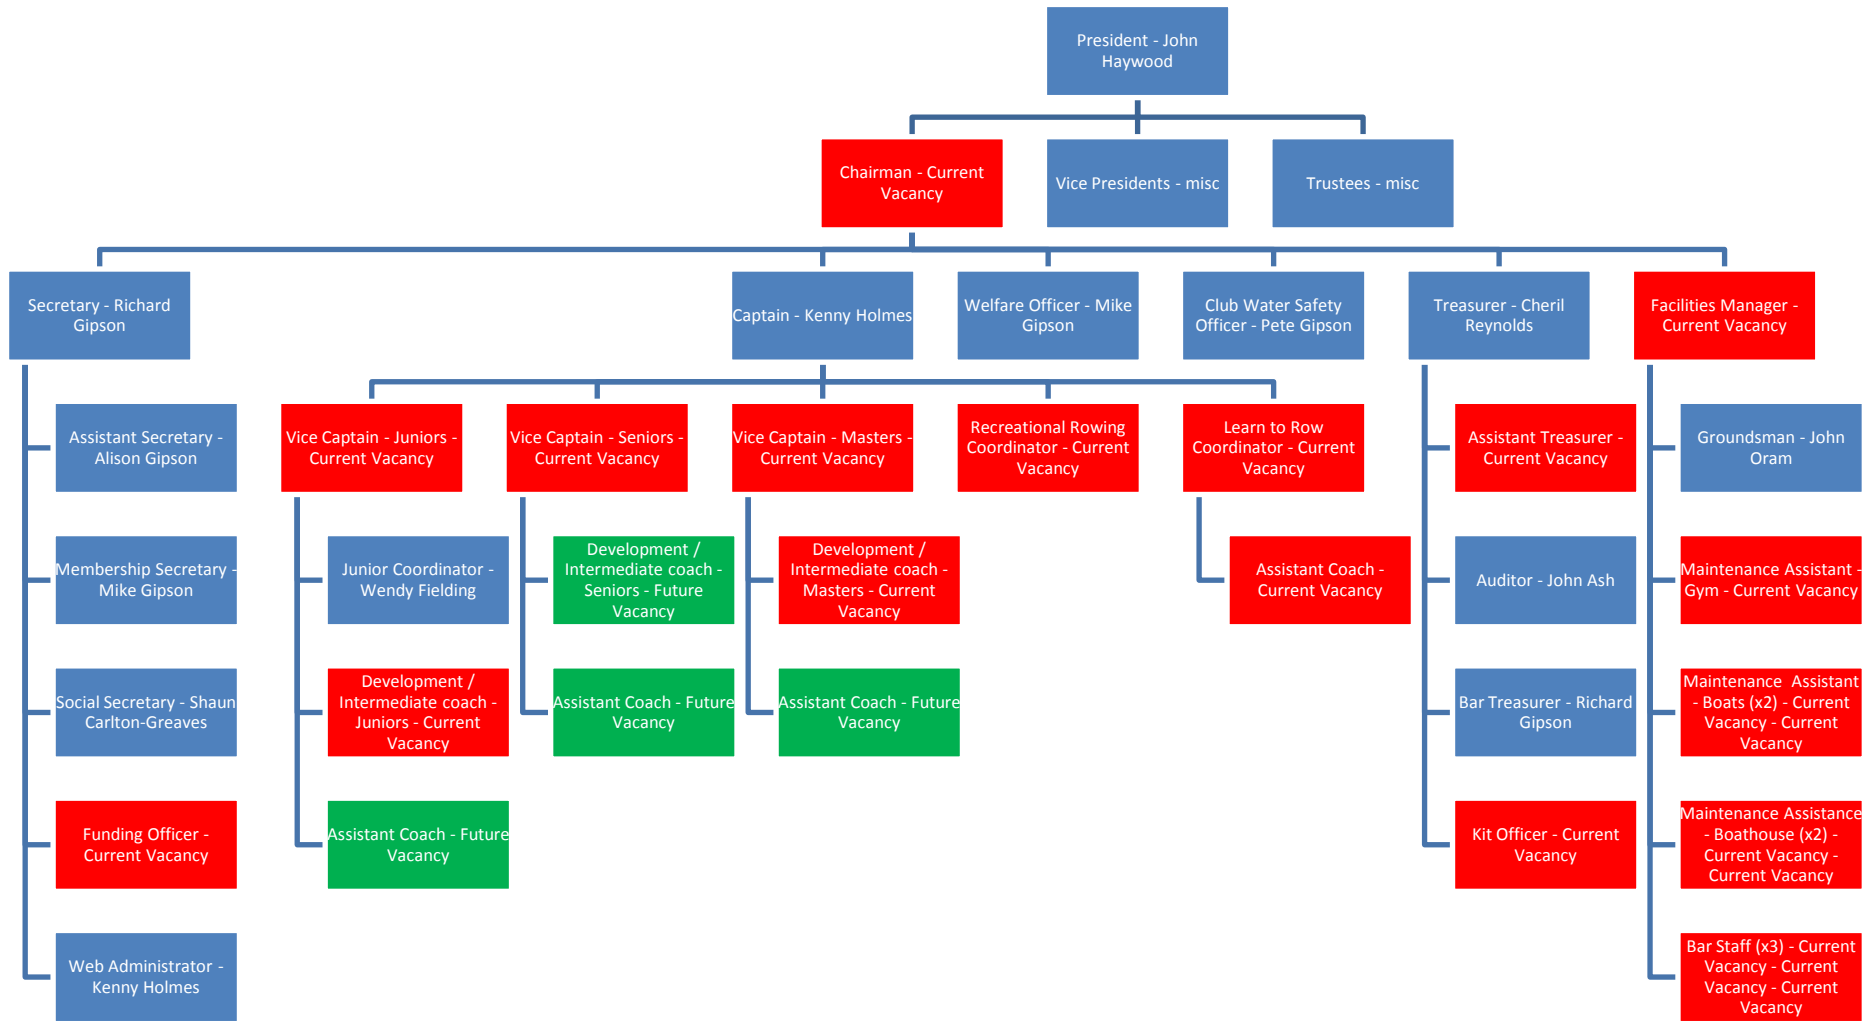 President - John
Haywood
Chairman - Current
Vacancy
Vice Presidents - misc
Trustees - misc
Secretary - Richard
Gipson
Captain - Kenny Holmes
Welfare Officer - Mike
Gipson
Club Water Safety
Officer - Pete Gipson
Treasurer - Cheril
Reynolds
Facilities Manager -
Current Vacancy
Assistant Secretary -
Alison Gipson
Vice Captain - Juniors -
Current Vacancy
Vice Captain - Seniors -
Current Vacancy
Vice Captain - Masters -
Current Vacancy
Recreational Rowing
Coordinator - Current
Vacancy
Learn to Row
Coordinator - Current
Vacancy
Assistant Treasurer -
Current Vacancy
Groundsman - John
Oram
Membership Secretary -
Mike Gipson
Junior Coordinator -
Wendy Fielding
Development /
Intermediate coach -
Seniors - Future
Vacancy
Development /
Intermediate coach -
Masters - Current
Vacancy
Assistant Coach -
Current Vacancy
Auditor - John Ash
Maintenance Assistant -
Gym - Current Vacancy
Social Secretary - Shaun
Carlton-Greaves
Development /
Intermediate coach -
Juniors - Current
Vacancy
Assistant Coach - Future
Vacancy
Assistant Coach - Future
Vacancy
Bar Treasurer - Richard
Gipson
Maintenance  Assistant
- Boats (x2) - Current
Vacancy - Current
Vacancy
Funding Officer -
Current Vacancy
Assistant Coach - Future
Vacancy
Kit Officer - Current
Vacancy
Maintenance Assistance
- Boathouse (x2) -
Current Vacancy -
Current Vacancy
Web Administrator -
Kenny Holmes
Bar Staff (x3) - Current
Vacancy - Current
Vacancy - Current
Vacancy